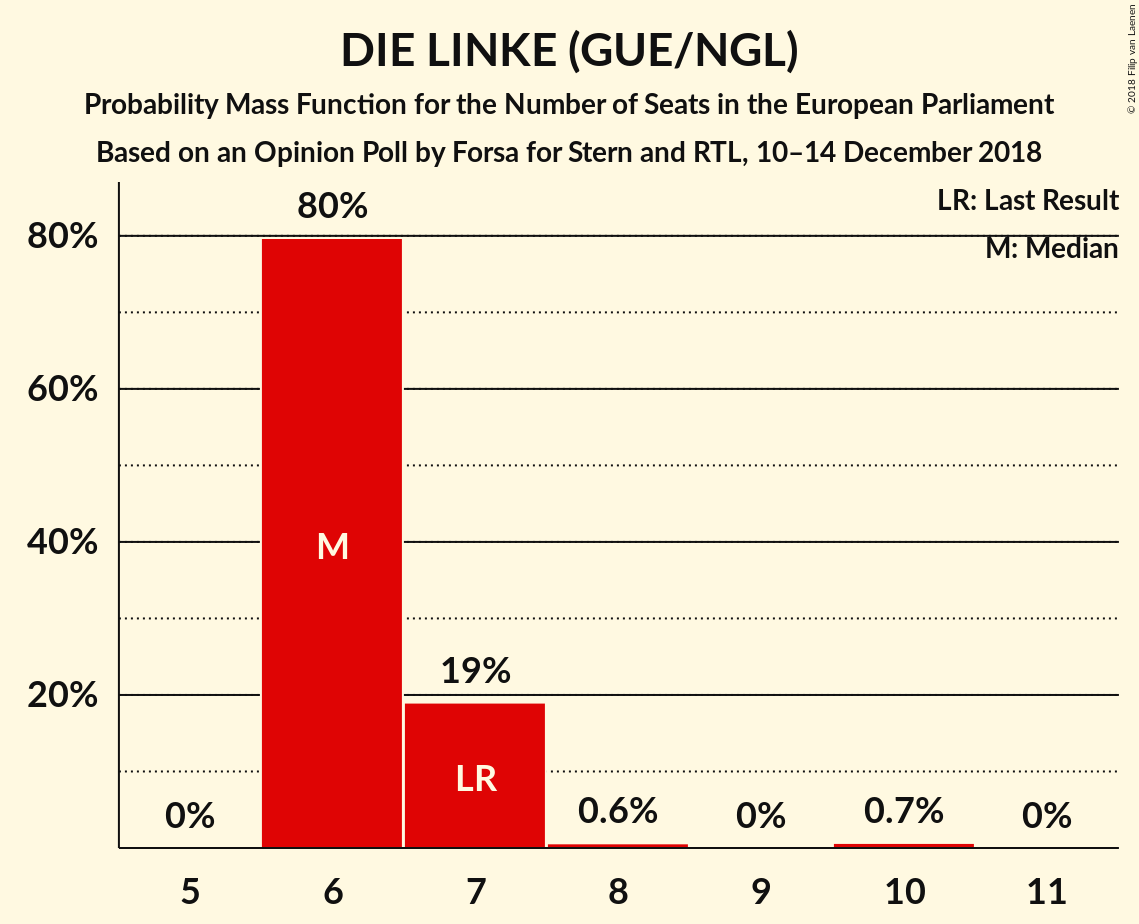 DIE LINKE (GUE/NGL)
Probability Mass Function for the Number of Seats in the European Parliament
Based on an Opinion Poll by Forsa for Stern and RTL, 10–14 December 2018
© 2018 Filip van Laenen
LR: Last Result
M: Median
80%
60%
40%
20%
0%
80%
19%
0.6%
0%
0.7%
0%
M
LR
5 6 7 8 9 10 11